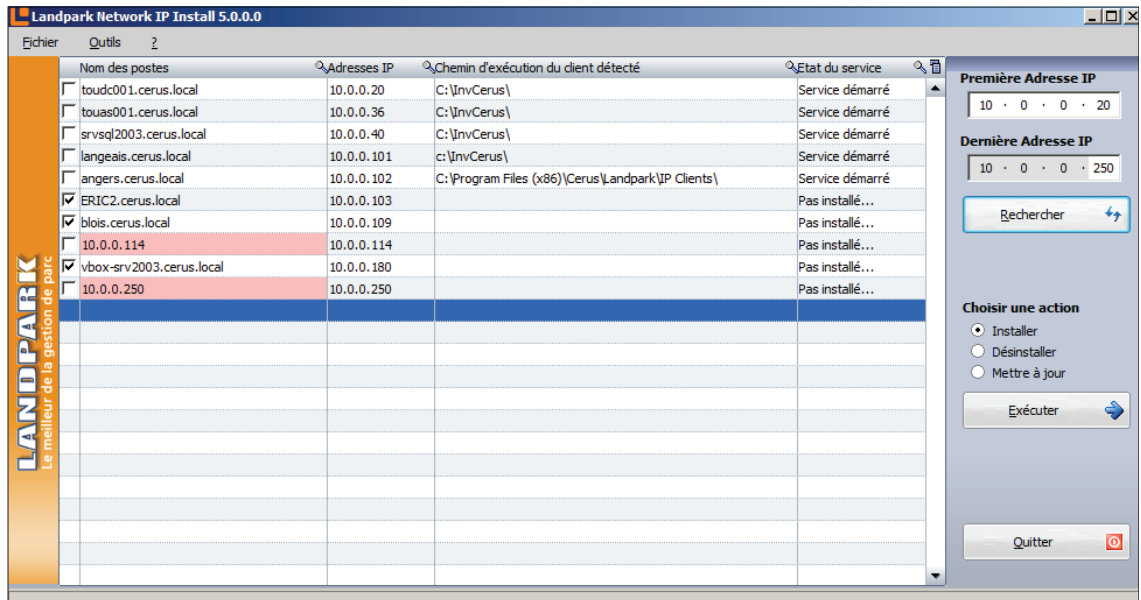 Landpark Network IP Install 5.0.0.0
Fichier Outils ?
Nom des postes Adresses IP Chemin d'exécution du client détecté Etat du service
toudc001.cerus.local 10.0.0.20 C:\InvCerus\ Service démarré
touas001.cerus.local 10.0.0.36 C:\InvCerus\ Service démarré
srvsql2003.cerus.local 10.0.0.40 C:\InvCerus\ Service démarré
langeais.cerus.local 10.0.0.101 c:\InvCerus\ Service démarré
angers.cerus.local 10.0.0.102 C:\Program Files (x86)\Cerus\Landpark\IP Clients\ Service démarré
ERIC2.cerus.local 10.0.0.103 Pas installé...
blois.cerus.local 10.0.0.109 Pas installé...
10.0.0.114 10.0.0.114 Pas installé...
vbox-srv2003.cerus.local 10.0.0.180 Pas installé...
10.0.0.250 10.0.0.250 Pas installé...
LANDPARK
Le meilleur de la gestion de parc
Première Adresse IP
10 . 0 . 0 . 20
Dernière Adresse IP
10 . 0 . 0 . 250
Rechercher
Choisir une action
Installer
Désinstaller
Mettre à jour
Exécuter
Quitter